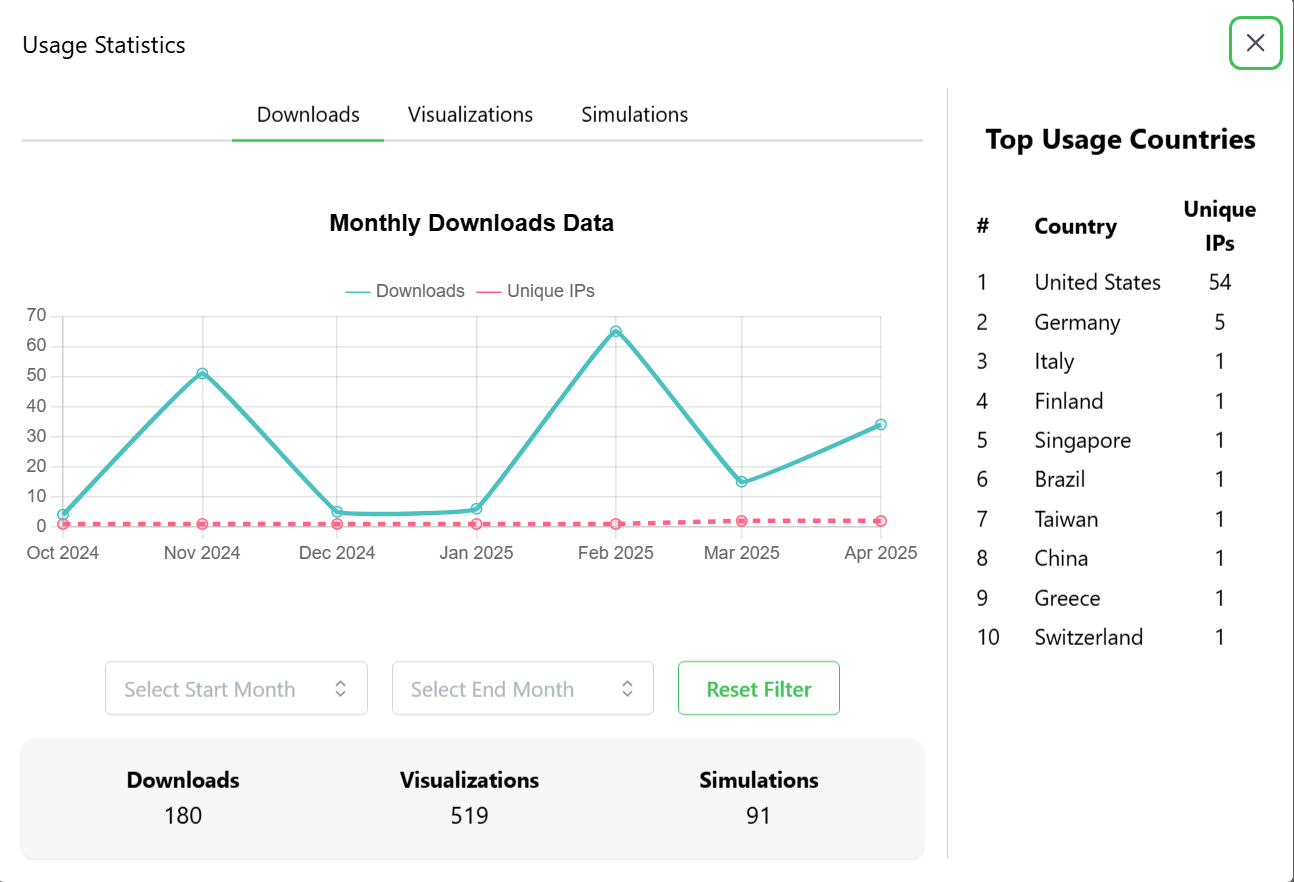 Usage Statistics
Downloads Visualizations Simulations
Monthly Downloads Data
Downloads Unique IPs
70
60
50
40
30
20
10
0
Oct 2024 Nov 2024 Dec 2024 Jan 2025 Feb 2025 Mar 2025 Apr 2025
Select Start Month Select End Month Reset Filter
Downloads Visualizations Simulations
180 519 91
Top Usage Countries
# Country Unique IPs
1 United States 54
2 Germany 5
3 Italy 1
4 Finland 1
5 Singapore 1
6 Brazil 1
7 Taiwan 1
8 China 1
9 Greece 1
10 Switzerland 1